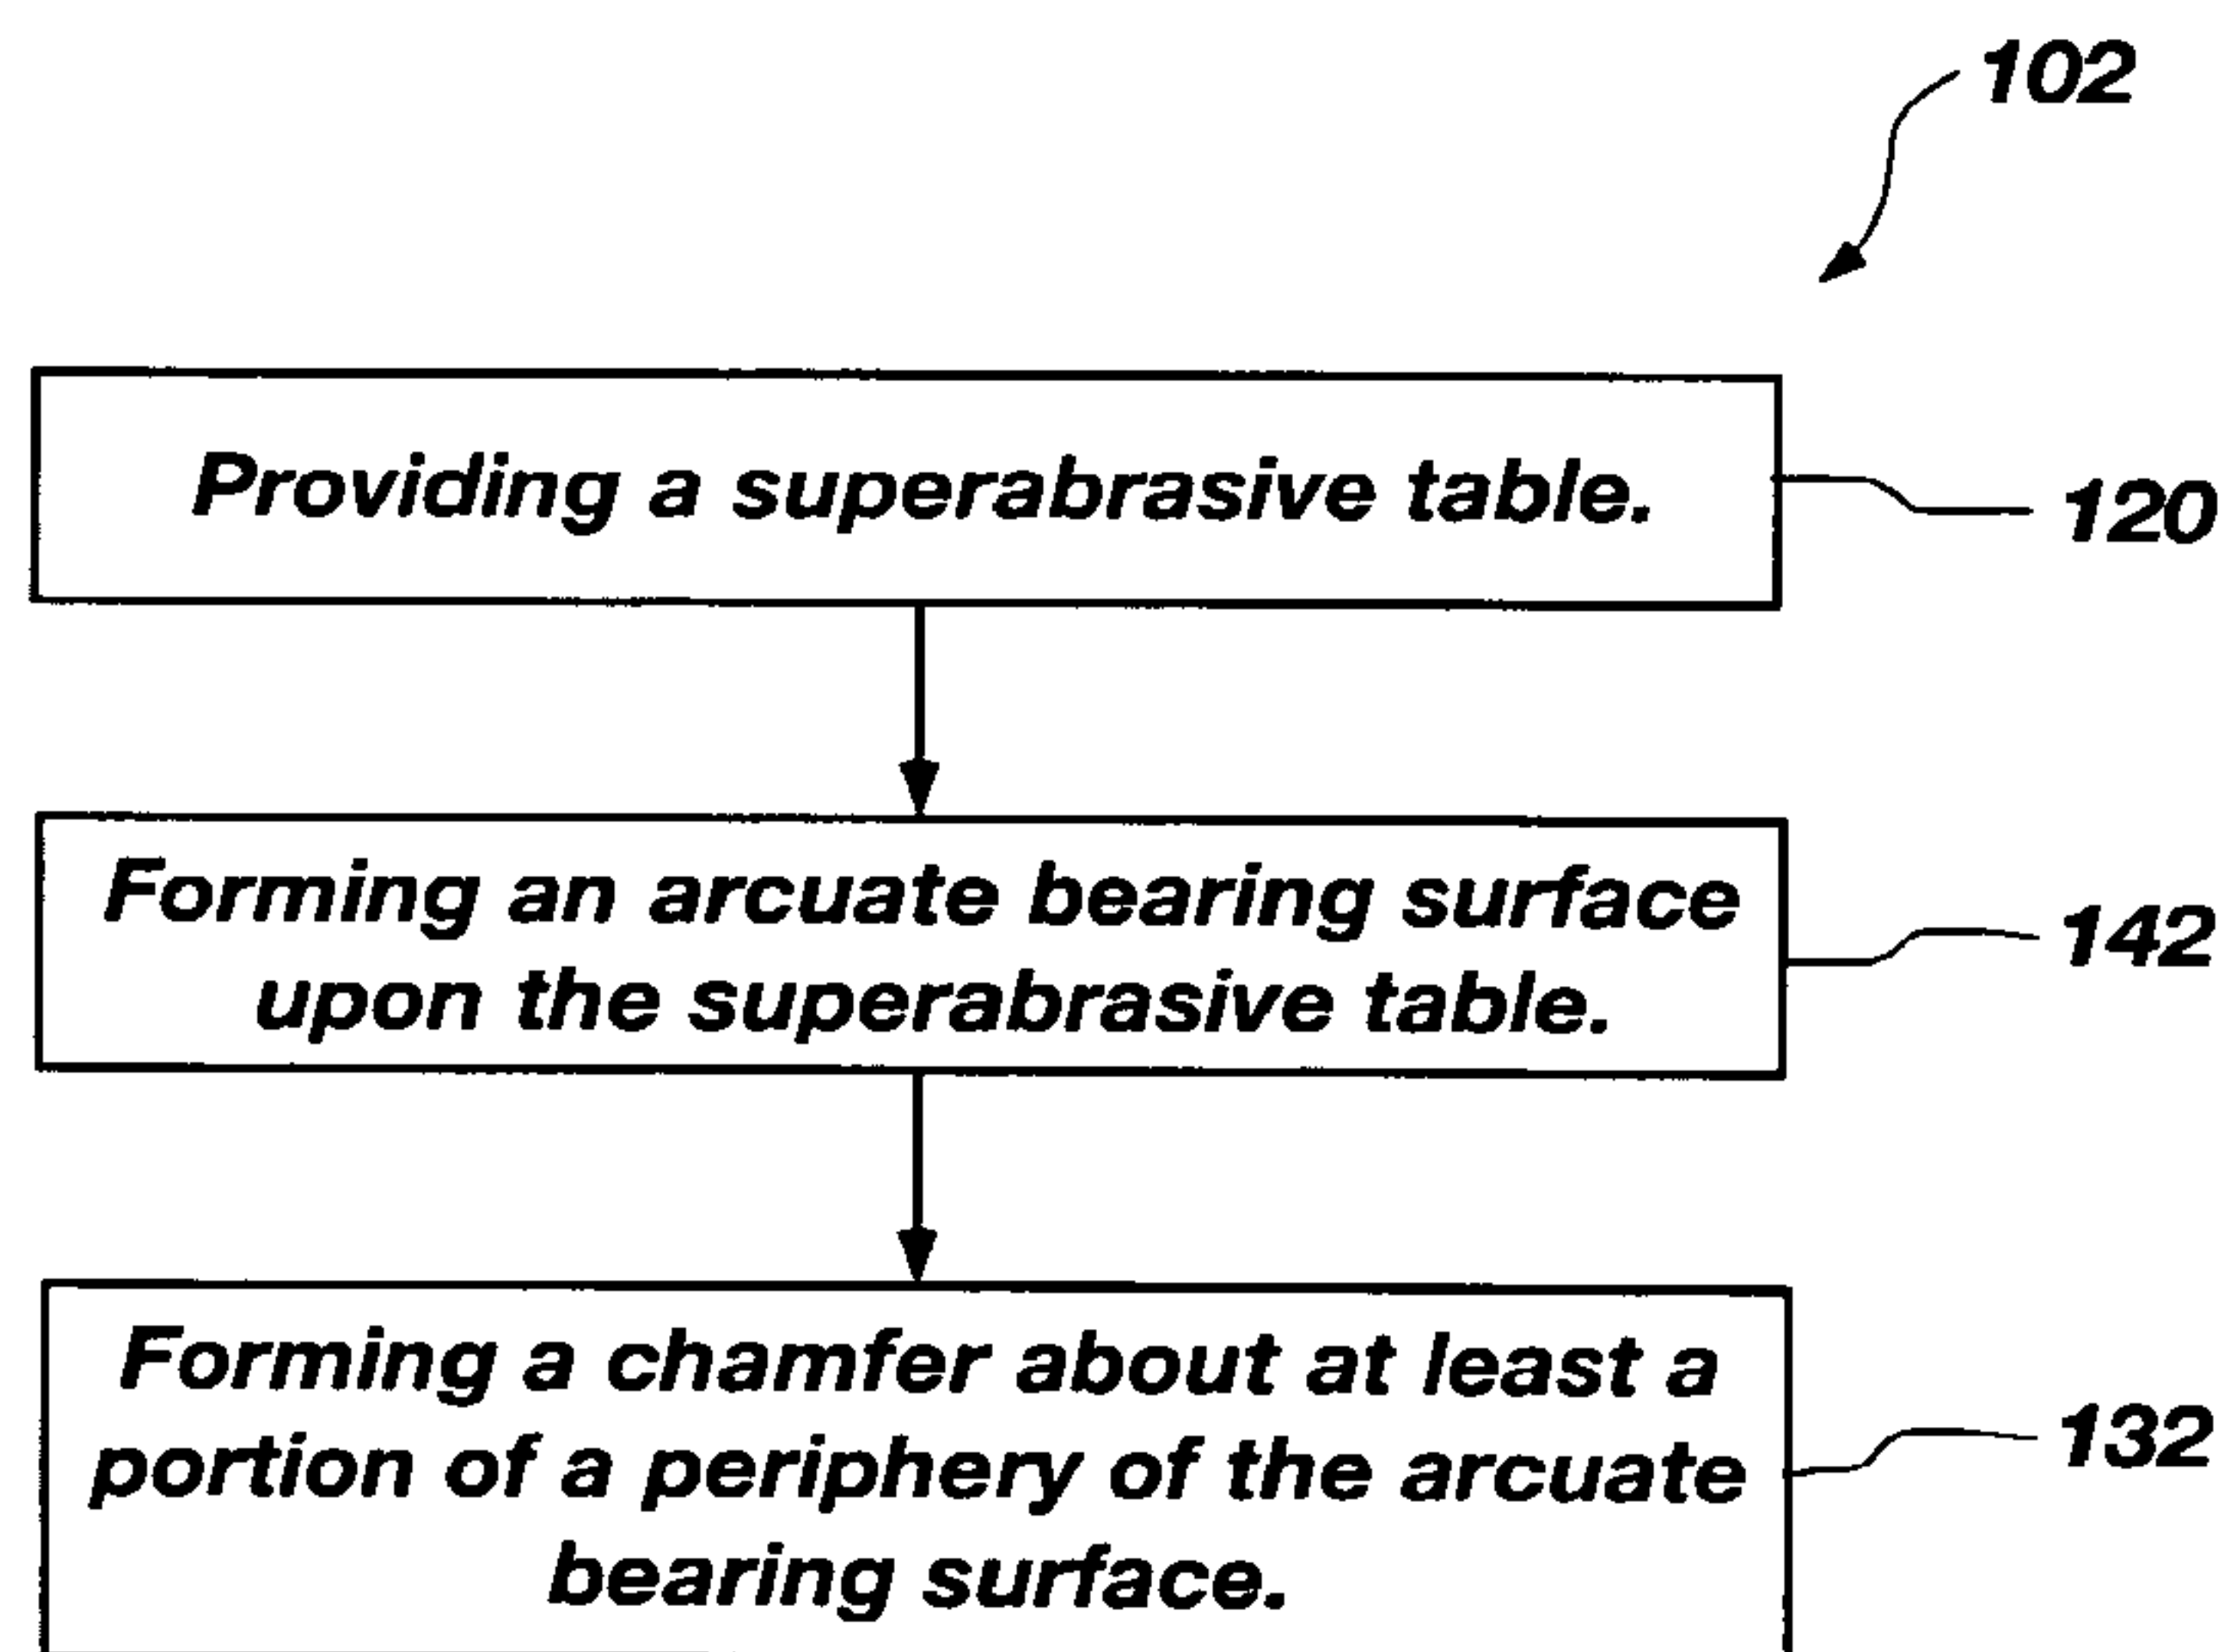 102
Providing a superabrasive table.
120
Forming an arcuate bearing surface
upon the superabrasive table.
142
Forming a chamfer about at least a
portion of a periphery of the arcuate
bearing surface.
132